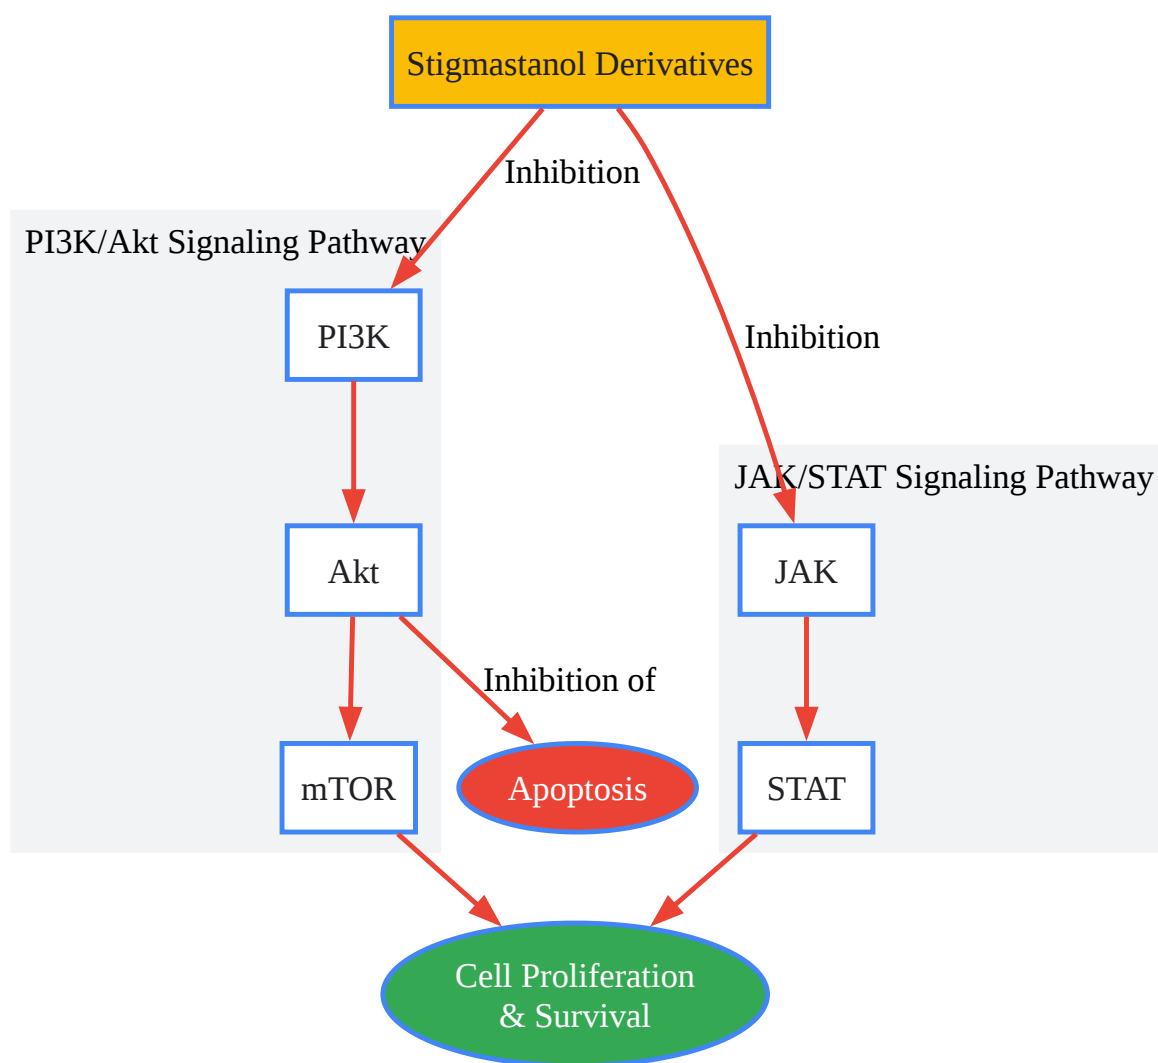 Stigmastanol Derivatives
Inhibition
PI3K/Akt Signaling Pathway
PI3K
Inhibition
JAK/STAT Signaling Pathway
Akt
JAK
Inhibition of
mTOR
Apoptosis
STAT
Cell Proliferation
& Survival